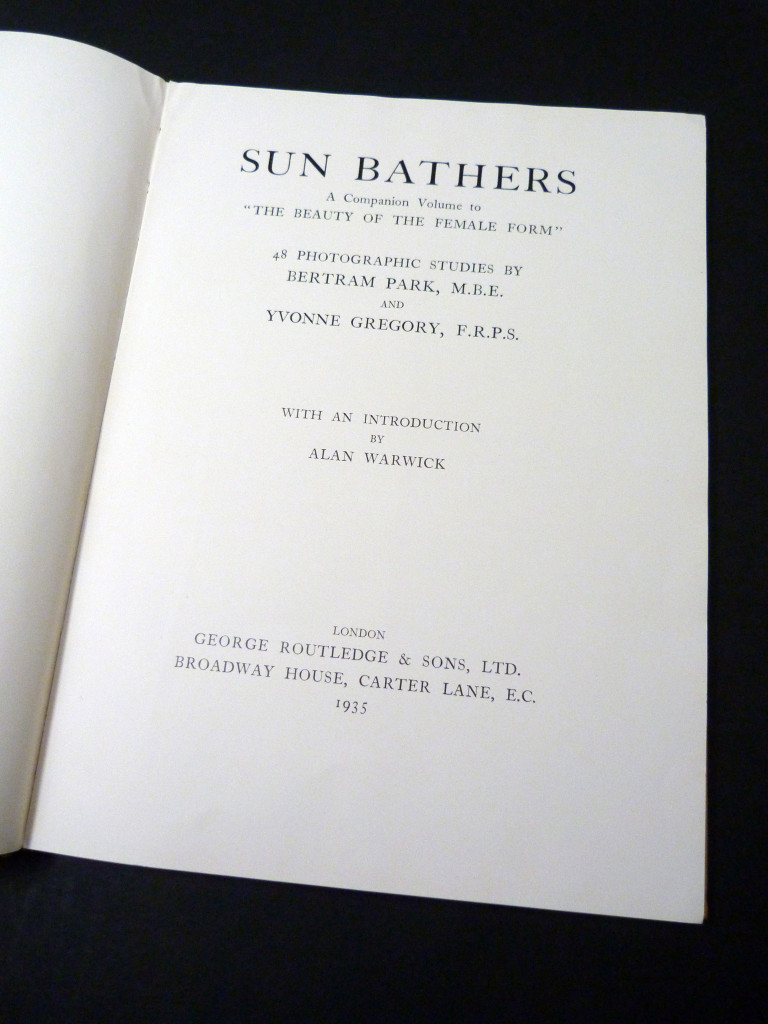 SUN BATHERS
A Companion Volume to
"THE BEAUTY OF THE FEMALE FORM"
48 PHOTOGRAPHIC STUDIES BY
BERTRAM PARK, M.B.E.
AND
YVONNE GREGORY, F.R.P.S.
WITH AN INTRODUCTION
BY
ALAN WARWICK
LONDON
GEORGE ROUTLEDGE & SONS, LTD.
BROADWAY HOUSE, CARTER LANE, E.C.
1935